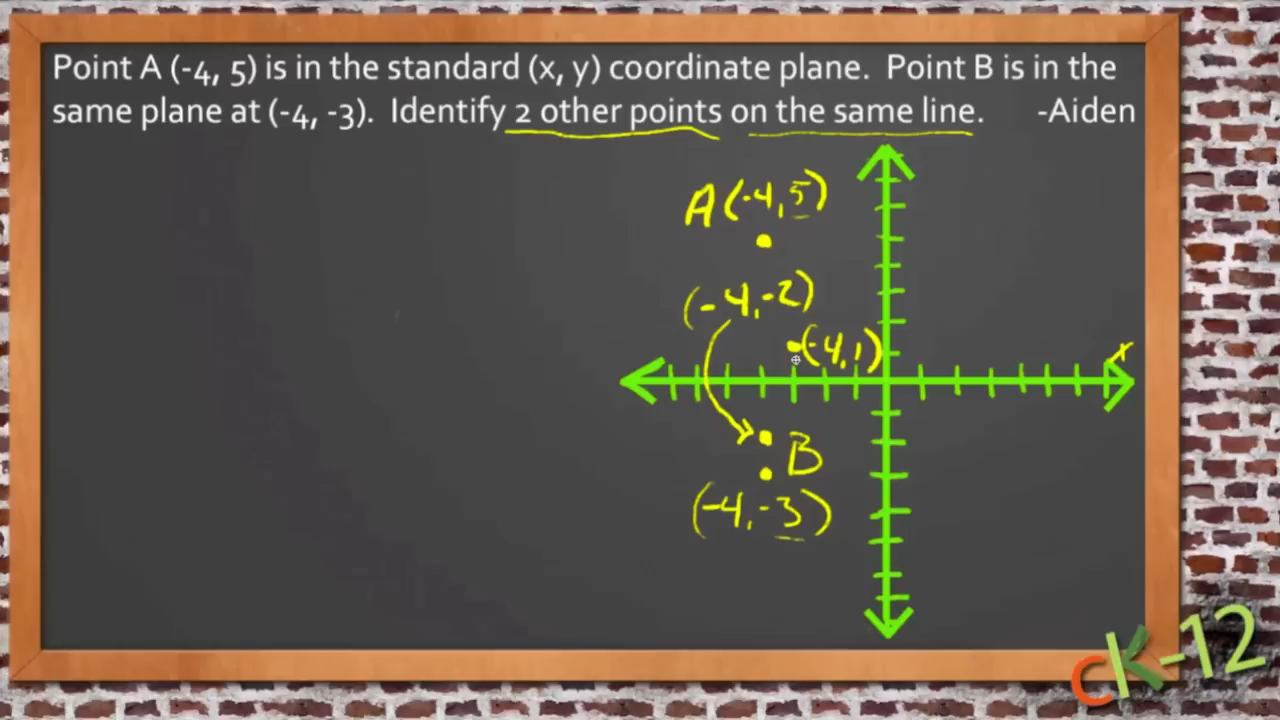 Point A (-4, 5) is in the standard (x, y) coordinate plane. Point B is in the
same plane at (-4, -3). Identify 2 other points on the same line. -Aiden
A(-4,5)
(-4,-2)
(-4,1)
x
B
(-4,-3)
CK-12